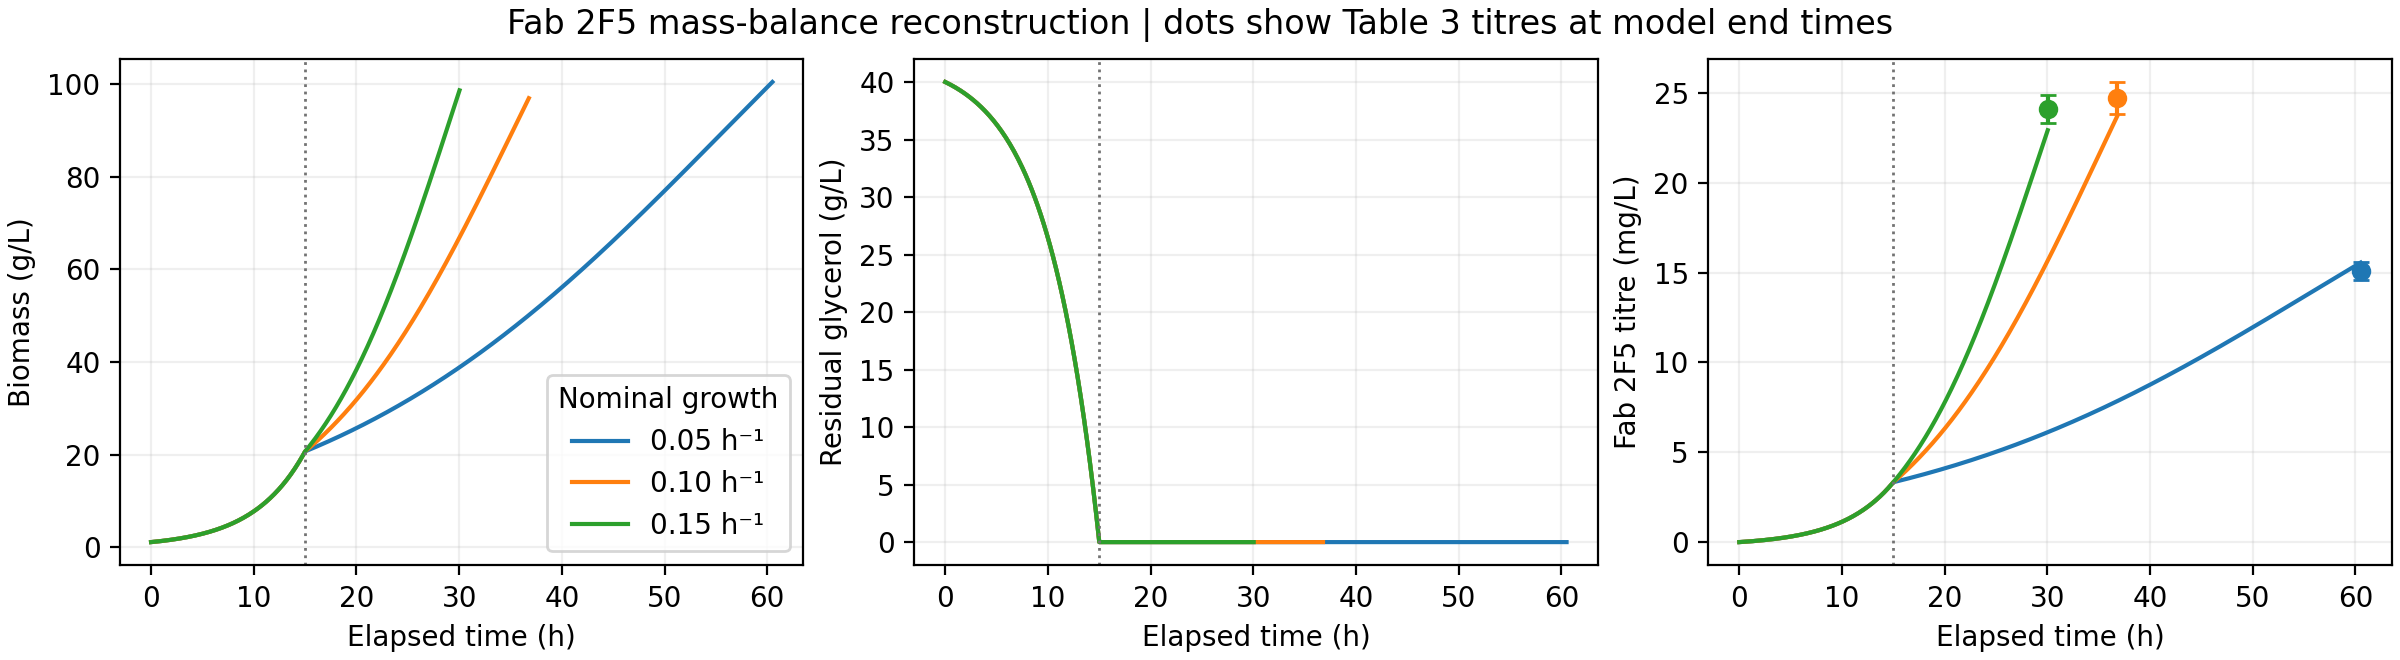 Fab 2F5 mass-balance reconstruction | dots show Table 3 titres at model end times
Biomass (g/L)
100
80
60
40
20
0
0 10 20 30 40 50 60
Elapsed time (h)
Nominal growth
0.05 h⁻¹
0.10 h⁻¹
0.15 h⁻¹
Residual glycerol (g/L)
40
35
30
25
20
15
10
5
0
0 10 20 30 40 50 60
Elapsed time (h)
Fab 2F5 titre (mg/L)
25
20
15
10
5
0
0 10 20 30 40 50 60
Elapsed time (h)